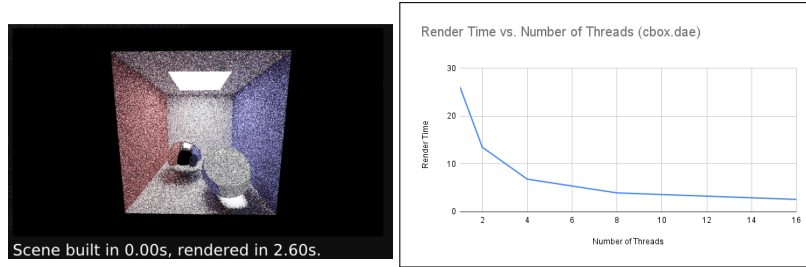 Scene built in 0.00s, rendered in 2.60s.
Render Time vs. Number of Threads (cbox.dae)
Render Time
30
20
10
0
2 4 6 8 10 12 14 16
Number of Threads